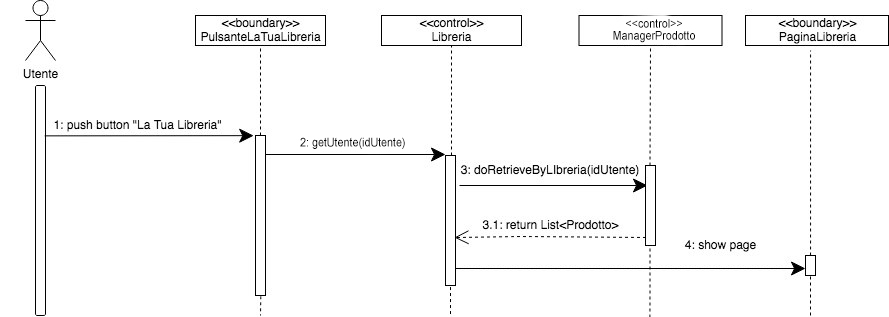 <<boundary>>
PulsanteLaTuaLibreria
<<control>>
Libreria
<<control>>
ManagerProdotto
<<boundary>>
PaginaLibreria
Utente
1: push button "La Tua Libreria"
2: getUtente(idUtente)
3: doRetrieveByLIbreria(idUtente)
3.1: return List<Prodotto>
4: show page